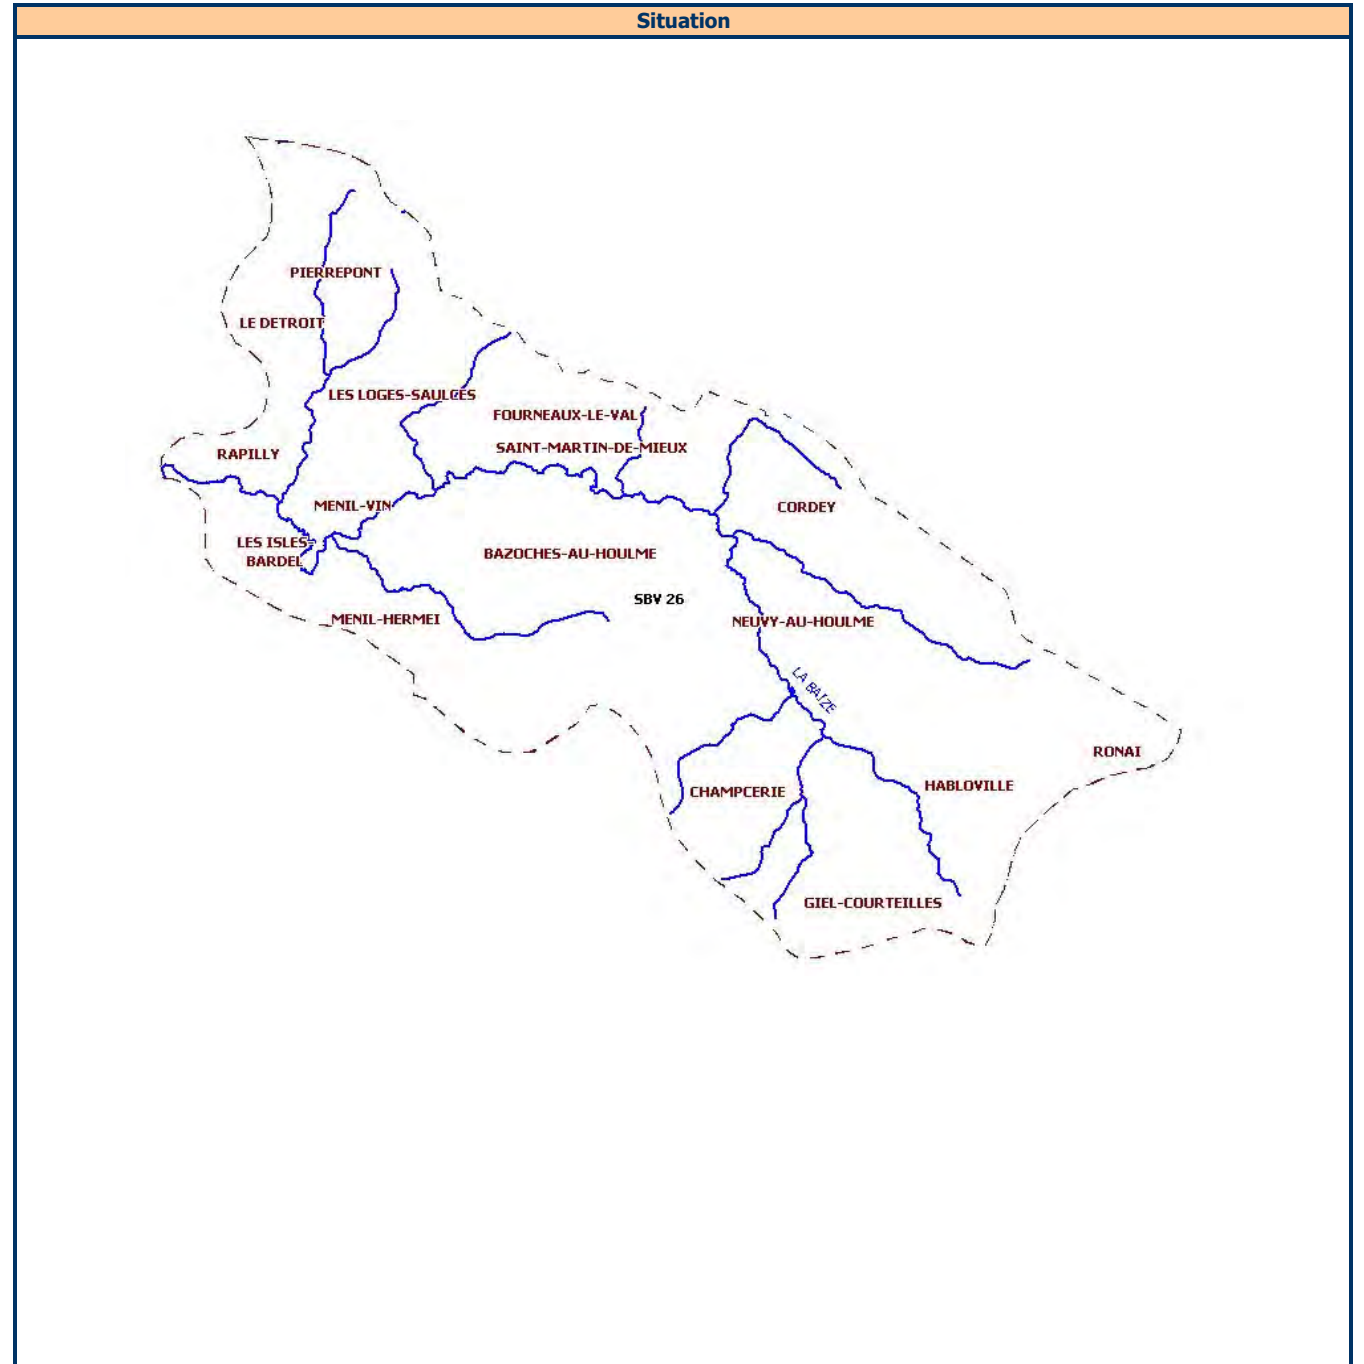 Situation
PIERREPONT
LE DETROIT
LES LOGES-SAULCES
FOURNEAUX-LE-VAL
SAINT-MARTIN-DE-MIEUX
RAPILLY
MENIL-VIN
CORDEY
LES ISLES-
BARDEL
BAZOCHES-AU-HOULME
SBV 26
MENIL-HERMEI
NEUVY-AU-HOULME
LA BAIZE
RONAI
CHAMPCERIE
HABLOVILLE
GIEL-COURTEILLES